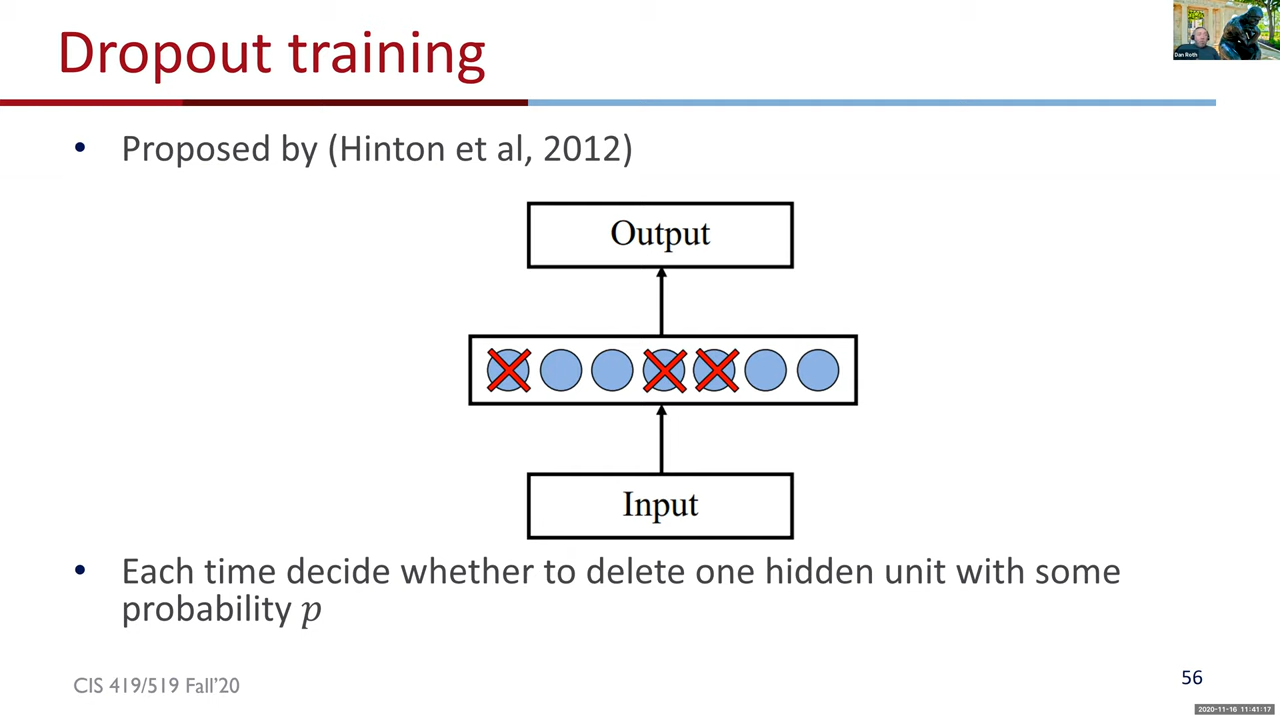 Dropout training
Dan Roth
• Proposed by (Hinton et al, 2012)
Output
Input
• Each time decide whether to delete one hidden unit with some
probability p
CIS 419/519 Fall'20
56
2020-11-16 11:41:17